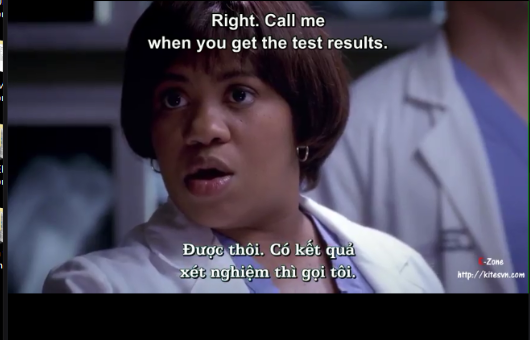 Right. Call me
when you get the test results.
Được thôi. Có kết quả
xét nghiệm thì gọi tôi.
-Zone
http://kitesvn.com